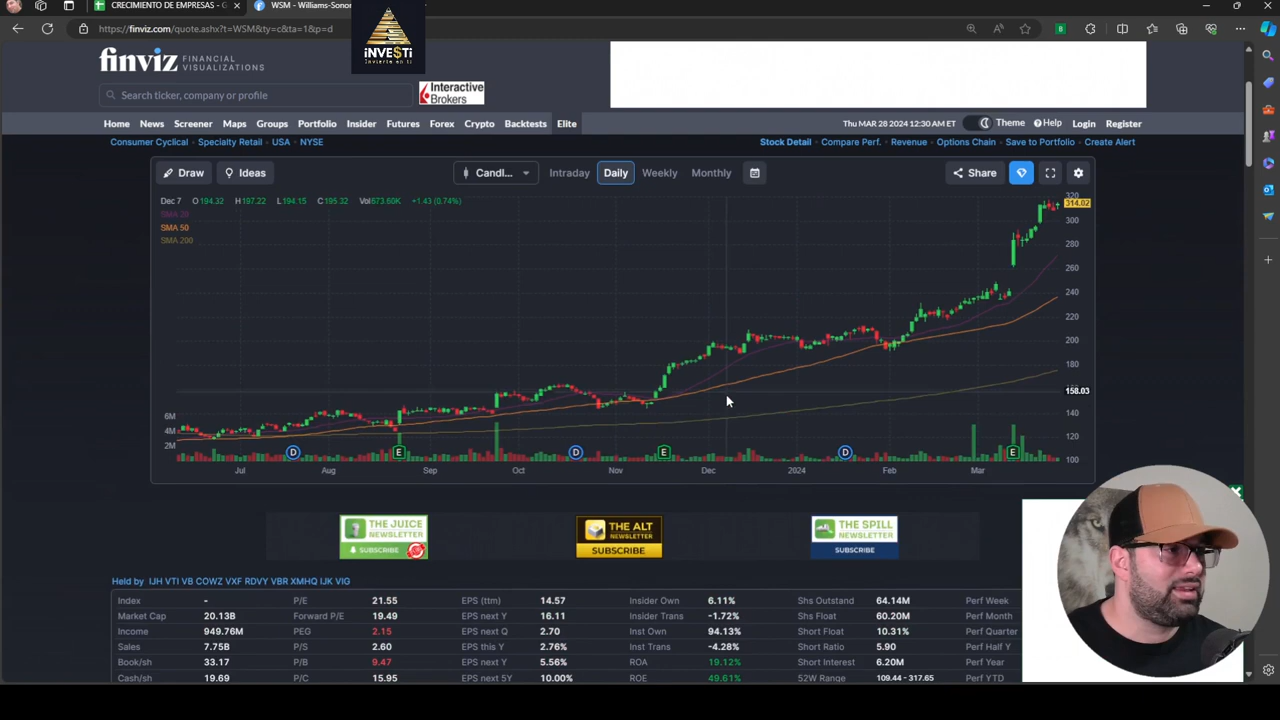 CRECIMIENTO DE EMPRESAS - G
WSM - Williams-Sonor
https://finviz.com/quote.ashx?t=WSM&ty=c&ta=1&p=d
iNVE$Ti
Invierte en ti
finviz
FINANCIAL
VISUALIZATIONS
Search ticker, company or profile
Interactive
Brokers
Home News Screener Maps Groups Portfolio Insider Futures Forex Crypto Backtests Elite
Thu MAR 28 2024 12:30 AM ET Theme Help Login Register
Consumer Cyclical Specialty Retail USA NYSE
Stock Detail Compare Perf. Revenue Options Chain Save to Portfolio Create Alert
Draw Ideas Candl... Intraday Daily Weekly Monthly Share
Dec 7 O194.32 H197.22 L194.15 C195.32 Vol673.60K +1.43 (0.74%)
SMA 20
SMA 50
SMA 200
320
314.02
300
280
260
240
220
200
180
158.03
140
120
100
6M
4M
2M
D E D E D E
Jul Aug Sep Oct Nov Dec 2024 Feb Mar
THE JUICE
NEWSLETTER
SUBSCRIBE
THE ALT
NEWSLETTER
SUBSCRIBE
THE SPILL
NEWSLETTER
SUBSCRIBE
Held by IJH VTI VB COWZ VXF RDVY VBR XMHQ IJK VIG
Index - P/E 21.55 EPS (ttm) 14.57 Insider Own 6.11% Shs Outstand 64.14M Perf Week
Market Cap 20.13B Forward P/E 19.49 EPS next Y 16.11 Insider Trans -1.72% Shs Float 60.20M Perf Month
Income 949.76M PEG 2.15 EPS next Q 2.70 Inst Own 94.13% Short Float 10.31% Perf Quarter
Sales 7.75B P/S 2.60 EPS this Y 2.76% Inst Trans -4.28% Short Ratio 5.90 Perf Half Y
Book/sh 33.17 P/B 9.47 EPS next Y 5.56% ROA 19.12% Short Interest 6.20M Perf Year
Cash/sh 19.69 P/C 15.95 EPS next 5Y 10.00% ROE 49.61% 52W Range 109.44 - 317.65 Perf YTD